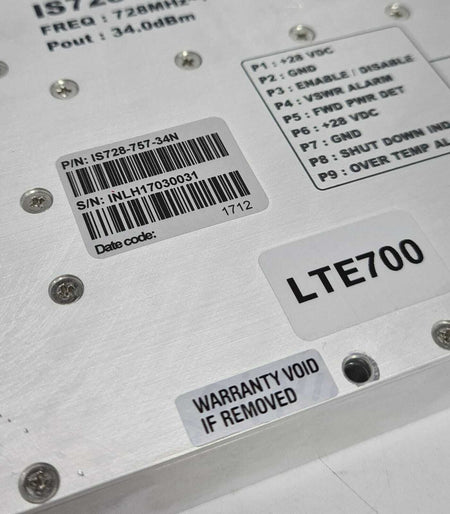 IS728
FREQ : 728MHZ-
Pout : 34.0dBm
P1 : +28 VDC
P2 : GND
P3 : ENABLE / DISABLE
P4 : VSWR ALARM
P5 : FWD PWR DET
P6 : +28 VDC
P7 : GND
P8 : SHUT DOWN IND
P9 : OVER TEMP AL
P/N: IS728-757-34N
S/N: INLH17030031
Date code: 1712
LTE700
WARRANTY VOID
IF REMOVED